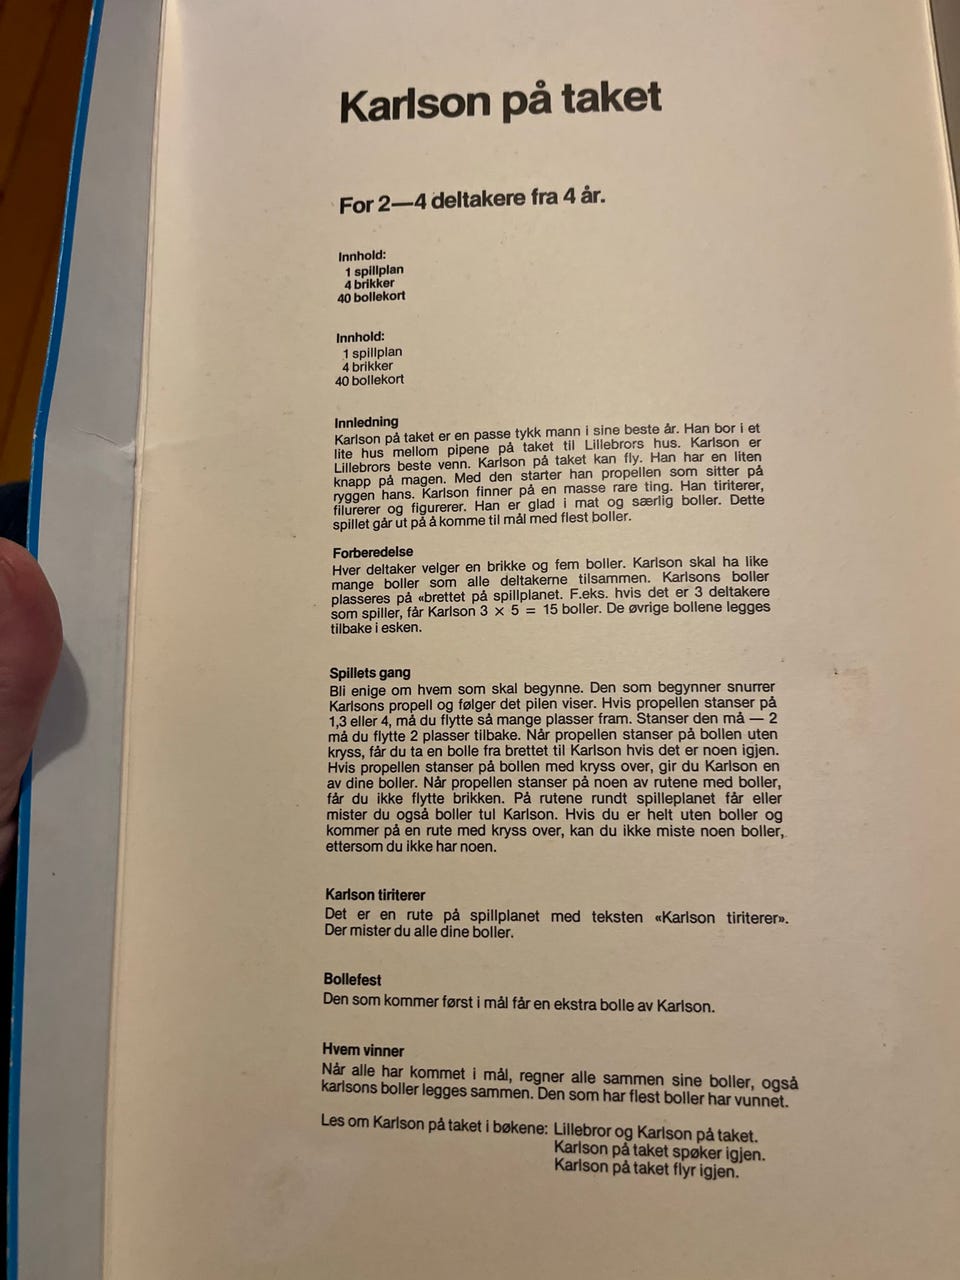 Karlson på taket
For 2—4 deltakere fra 4 år.
Innhold:
1 spillplan
4 brikker
40 bollekort
Innhold:
1 spillplan
4 brikker
40 bollekort
Innledning
Karlson på taket er en passe tykk mann i sine beste år. Han bor i et
lite hus mellom pipene på taket til Lillebrors hus. Karlson er
Lillebrors beste venn. Karlson på taket kan fly. Han har en liten
knapp på magen. Med den starter han propellen som sitter på
ryggen hans. Karlson finner på en masse rare ting. Han tiriterer,
filurerer og figurerer. Han er glad i mat og særlig boller. Dette
spillet går ut på å komme til mål med flest boller.
Forberedelse
Hver deltaker velger en brikke og fem boller. Karlson skal ha like
mange boller som alle deltakerne tilsammen. Karlsons boller
plasseres på «brettet på spillplanet. F.eks. hvis det er 3 deltakere
som spiller, får Karlson 3 × 5 = 15 boller. De øvrige bollene legges
tilbake i esken.
Spillets gang
Bli enige om hvem som skal begynne. Den som begynner snurrer
Karlsons propell og følger det pilen viser. Hvis propellen stanser på
1,3 eller 4, må du flytte så mange plasser fram. Stanser den må — 2
må du flytte 2 plasser tilbake. Når propellen stanser på bollen uten
kryss, får du ta en bolle fra brettet til Karlson hvis det er noen igjen.
Hvis propellen stanser på bollen med kryss over, gir du Karlson en
av dine boller. Når propellen stanser på noen av rutene med boller,
får du ikke flytte brikken. På rutene rundt spilleplanet får eller
mister du også boller tul Karlson. Hvis du er helt uten boller og
kommer på en rute med kryss over, kan du ikke miste noen boller,
ettersom du ikke har noen.
Karlson tiriterer
Det er en rute på spillplanet med teksten «Karlson tiriterer».
Der mister du alle dine boller.
Bollefest
Den som kommer først i mål får en ekstra bolle av Karlson.
Hvem vinner
Når alle har kommet i mål, regner alle sammen sine boller, også
karlsons boller legges sammen. Den som har flest boller har vunnet.
Les om Karlson på taket i bøkene: Lillebror og Karlson på taket.
Karlson på taket spøker igjen.
Karlson på taket flyr igjen.